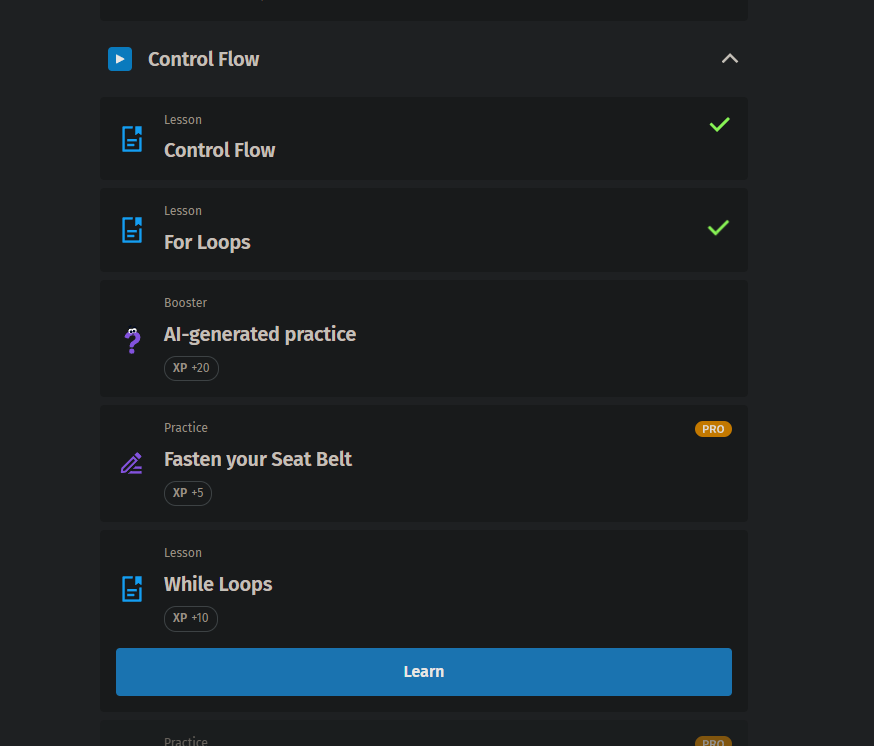 Control Flow
Lesson
Control Flow
Lesson
For Loops
Booster
AI-generated practice
XP +20
Practice
PRO
Fasten your Seat Belt
XP +5
Lesson
While Loops
XP +10
Learn
Practice
PRO